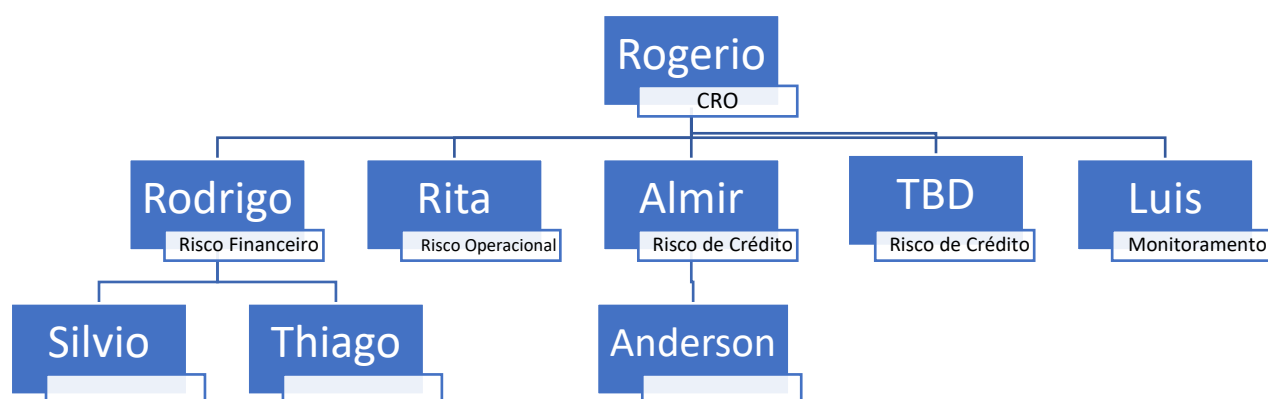 Rogerio
CRO
Rodrigo
Risco Financeiro
Rita
Risco Operacional
Almir
Risco de Crédito
TBD
Risco de Crédito
Luis
Monitoramento
Silvio
Thiago
Anderson